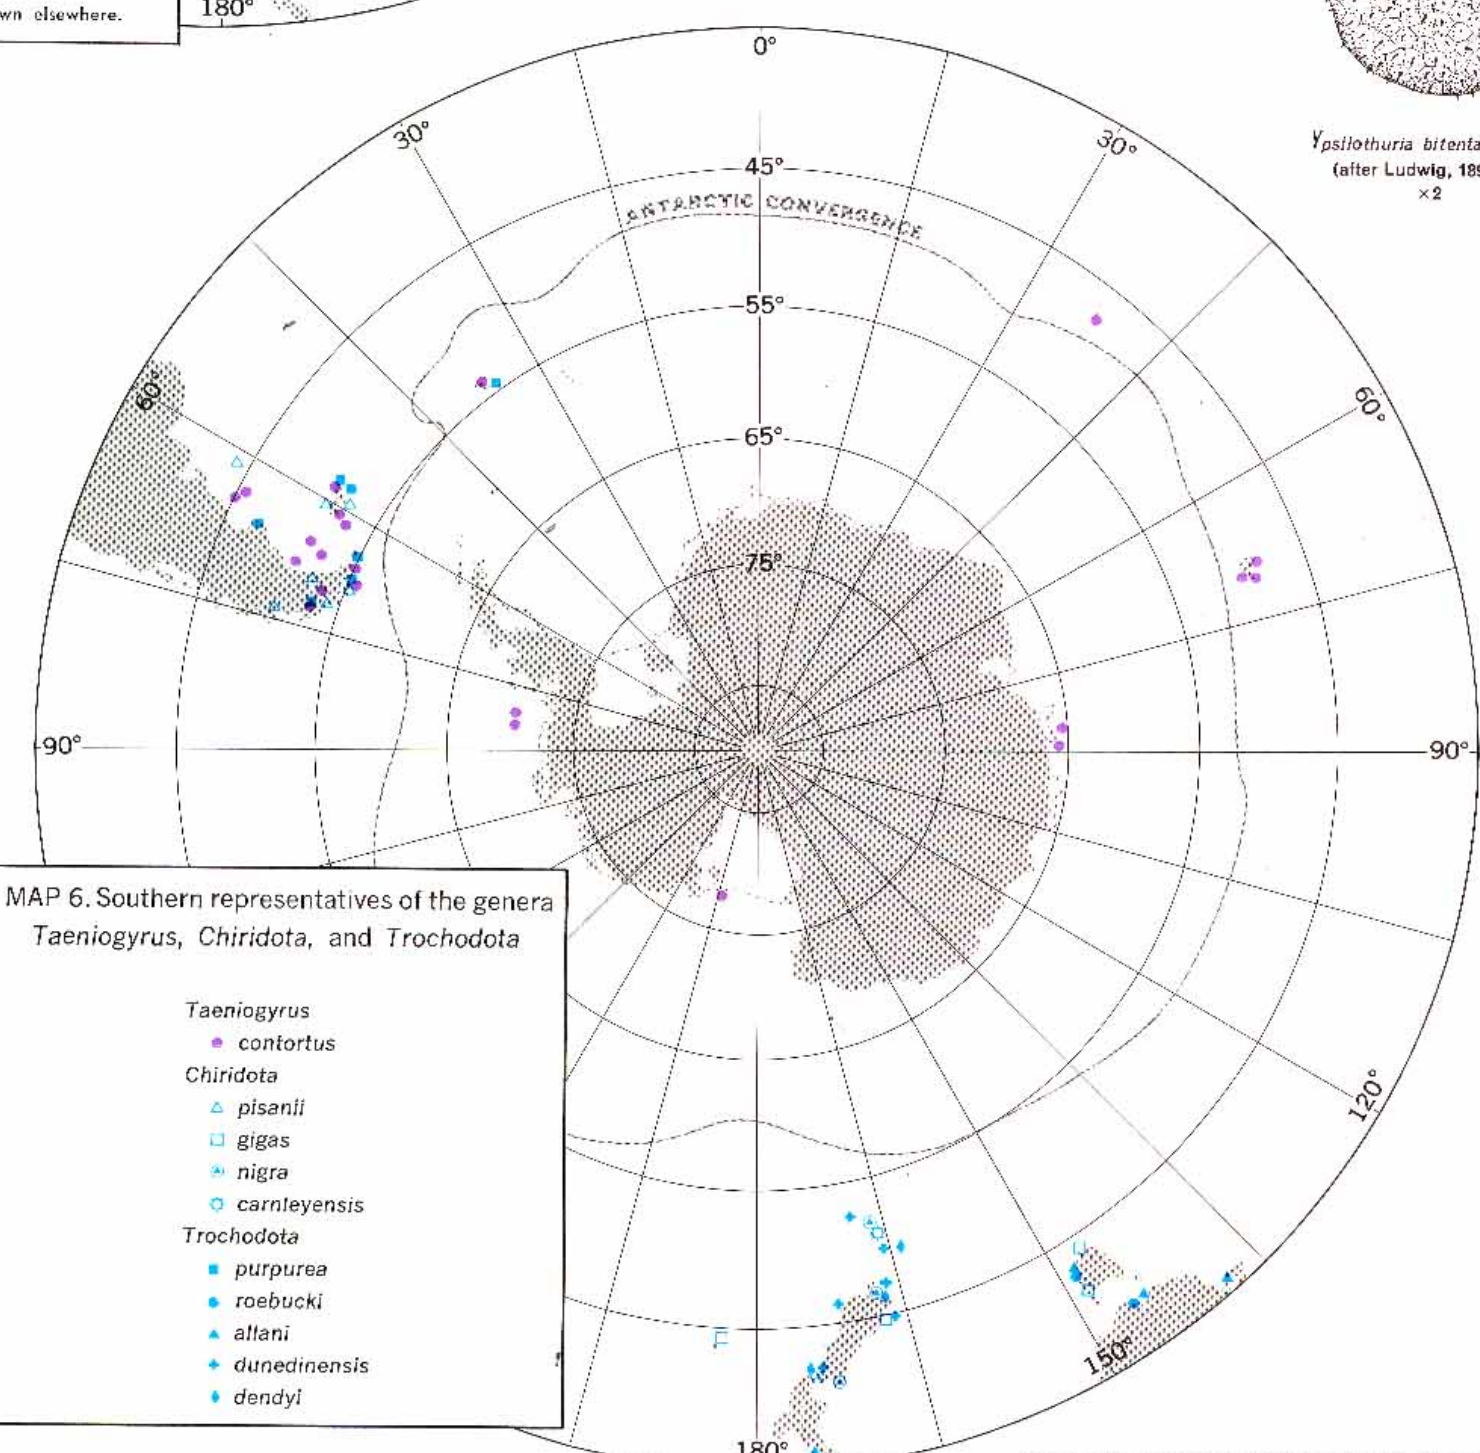 wn elsewhere.
180°
0°
30°
30°
Ypsilothuria bitenta
(after Ludwig, 189
×2
45°
ANTARCTIC CONVERGENCE
55°
60°
60°
65°
75°
90°
90°
MAP 6. Southern representatives of the genera
Taeniogyrus, Chiridota, and Trochodota
Taeniogyrus
contortus
Chiridota
pisanii
gigas
nigra
carnleyensis
Trochodota
purpurea
roebucki
allani
dunedinensis
dendyi
120°
150°
180°